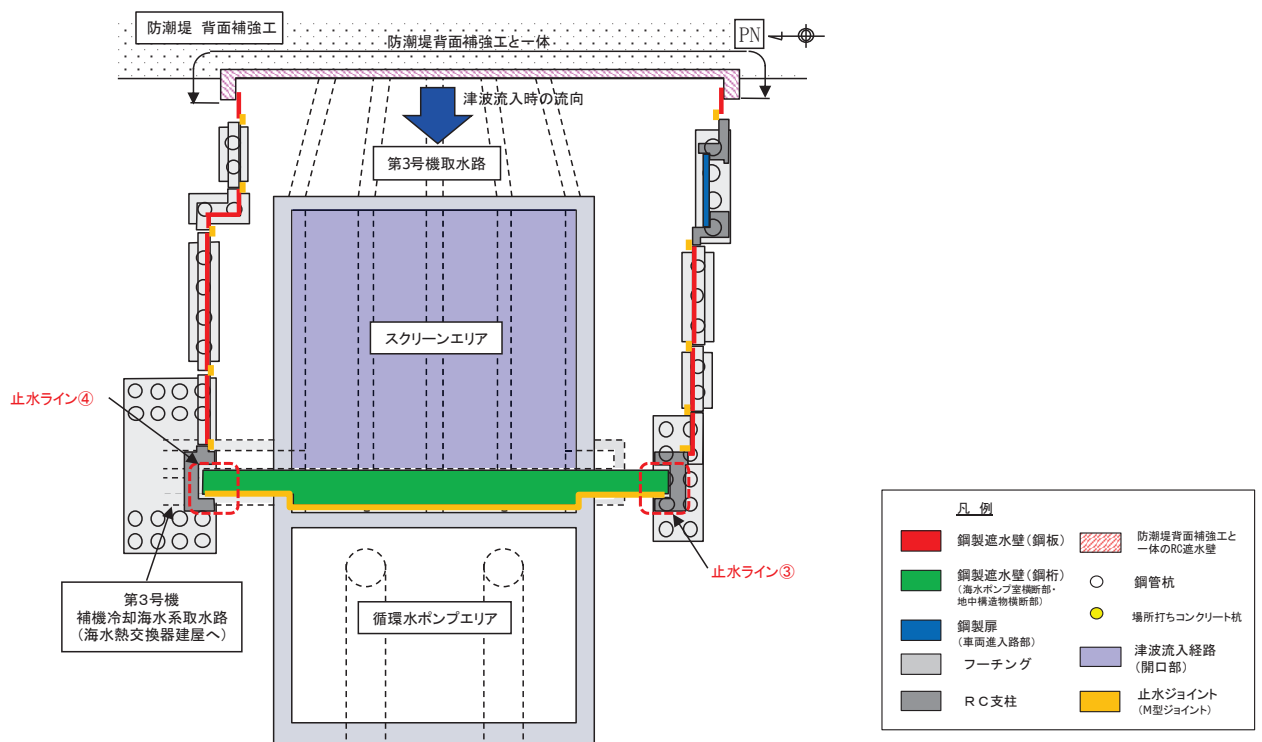 防潮堤 背面補強工
防潮堤背面補強工と一体
PN
津波流入時の流向
第3号機取水路
スクリーンエリア
止水ライン④
止水ライン③
第3号機
補機冷却海水系取水路
(海水熱交換器建屋へ)
循環水ポンプエリア
凡 例
鋼製遮水壁(鋼板)
鋼製遮水壁(鋼桁)
(海水ポンプ室横断部・
地中構造物横断部)
鋼製扉
(車両進入路部)
フーチング
RC支柱
防潮堤背面補強工と
一体のRC遮水壁
鋼管杭
場所打ちコンクリート杭
津波流入経路
(開口部)
止水ジョイント
(M型ジョイント)